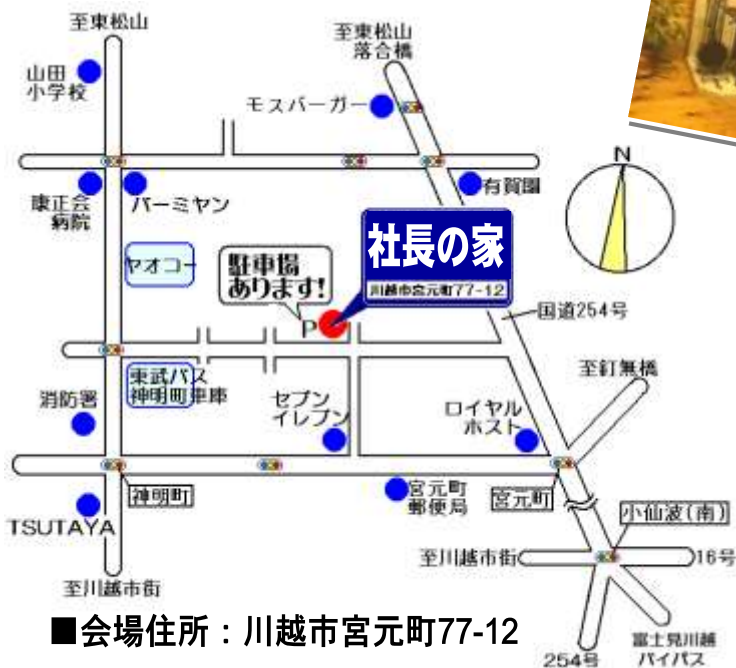 至東松山
至東松山
落合橋
山田
小学校
モスバーガー
N
康正会
病院
バーミヤン
有賀園
社長の家
川越市宮元町77-12
ヤオコー
駐車場
あります!
P
国道254号
至釘無橋
東武バス
神明町車庫
消防署
セブン
イレブン
ロイヤル
ホスト
神明町
宮元町
郵便局
宮元町
小仙波(南)
TSUTAYA
至川越市街
16号
至川越市街
■会場住所：川越市宮元町77-12
254号
富士見川越
バイパス